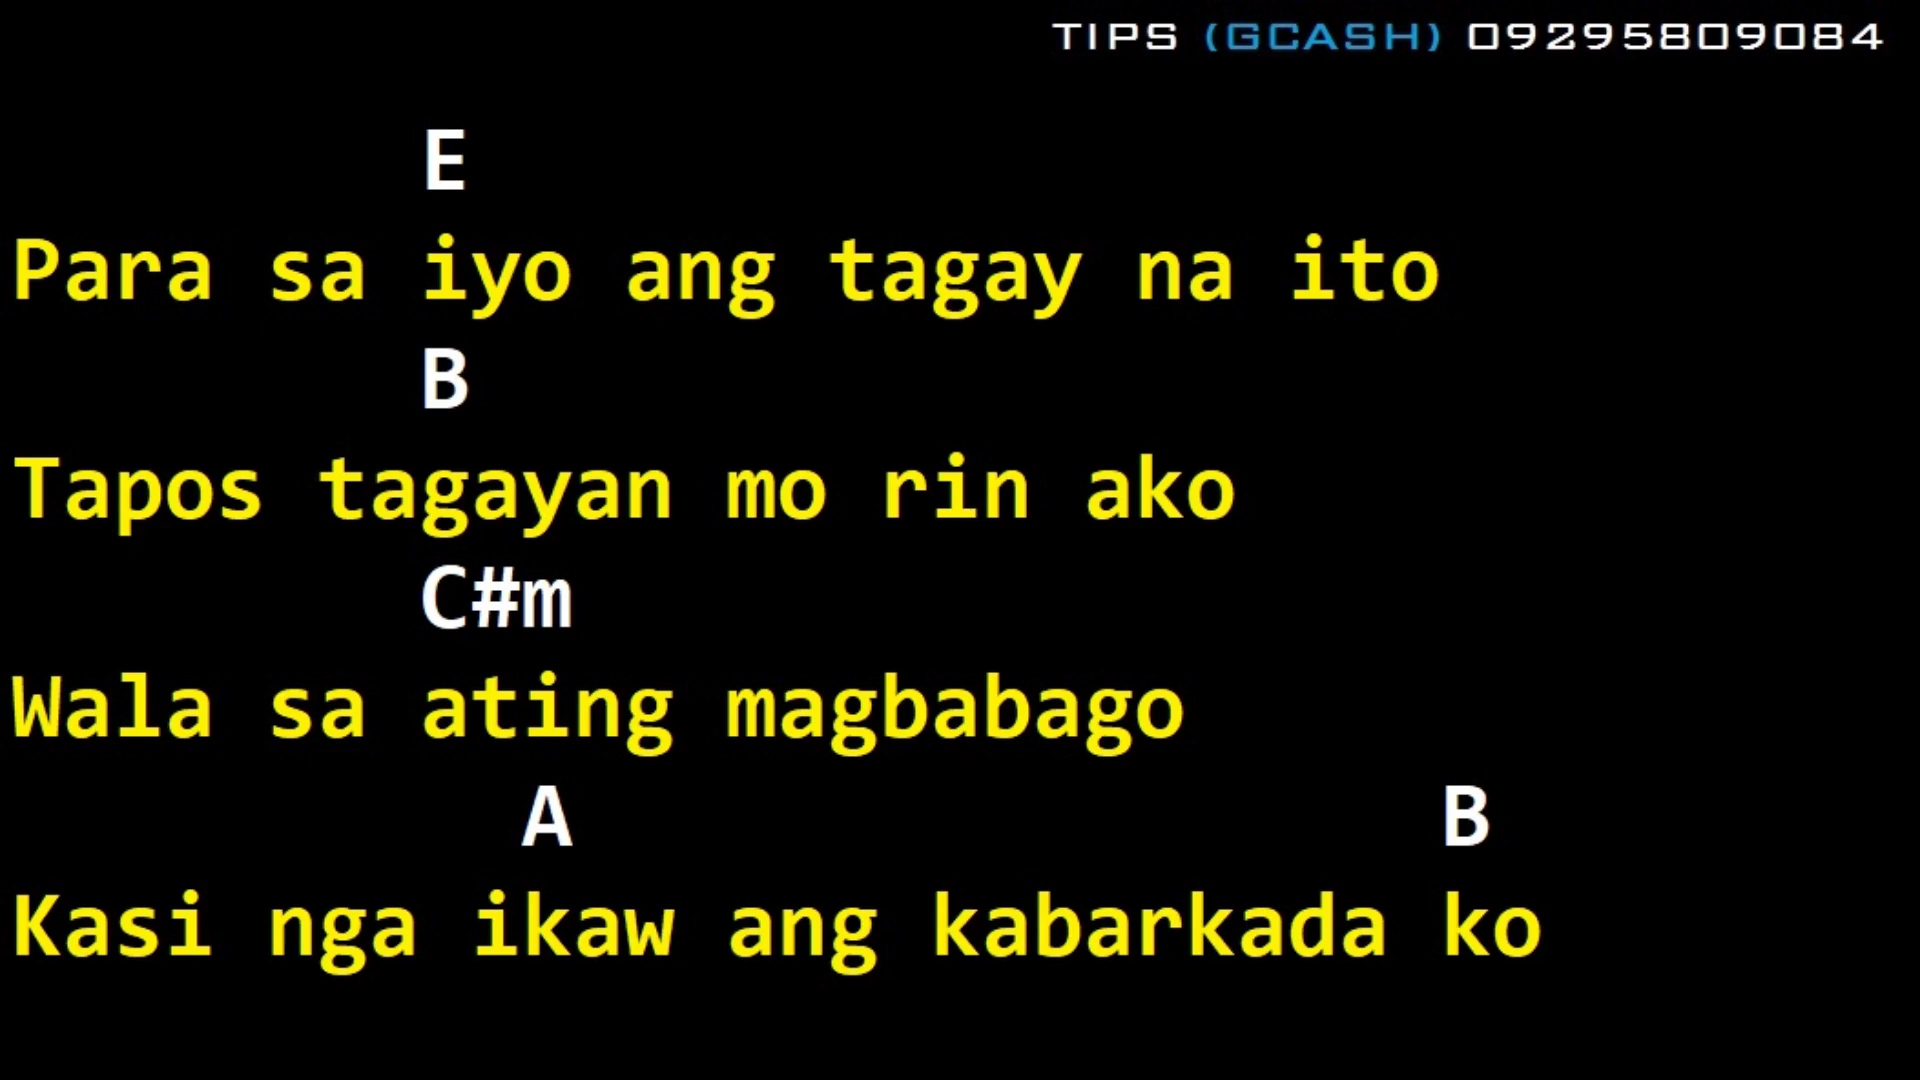 TIPS (GCASH) 09295809084
E
Para sa iyo ang tagay na ito
B
Tapos tagayan mo rin ako
C#m
Wala sa ating magbabago
A B
Kasi nga ikaw ang kabarkada ko